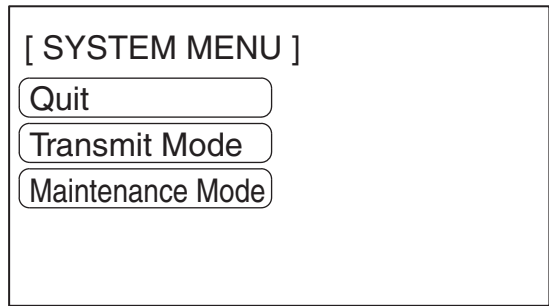 [ SYSTEM MENU ]
Quit
Transmit Mode
Maintenance Mode